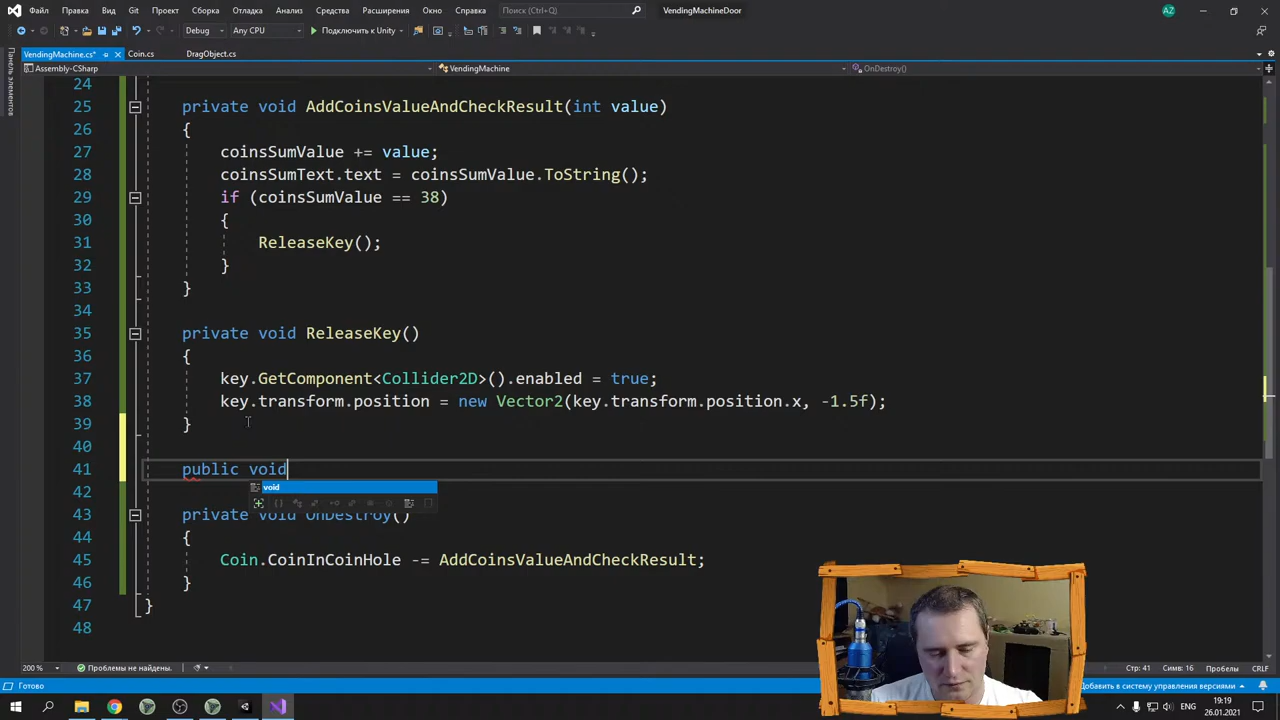 Файл Правка Вид Git Проект Сборка Отладка Анализ Средства Расширения Окно Справка Поиск (Ctrl+Q) VendingMachineDoor AZ
Debug Any CPU Подключить к Unity
VendingMachine.cs* Coin.cs DragObject.cs
Assembly-CSharp VendingMachine OnDestroy()
Панель элементов
24
25 private void AddCoinsValueAndCheckResult(int value)
26 {
27 coinsSumValue += value;
28 coinsSumText.text = coinsSumValue.ToString();
29 if (coinsSumValue == 38)
30 {
31 ReleaseKey();
32 }
33 }
34
35 private void ReleaseKey()
36 {
37 key.GetComponent<Collider2D>().enabled = true;
38 key.transform.position = new Vector2(key.transform.position.x, -1.5f);
39 }
40
41 public void
void
42
43 private void OnDestroy()
44 {
45 Coin.CoinInCoinHole -= AddCoinsValueAndCheckResult;
46 }
47 }
48
200 % Проблемы не найдены. Стр: 41 Симв: 16 Пробелы CRLF
Готово Добавить в систему управления версиями
ENG 19:19
26.01.2021